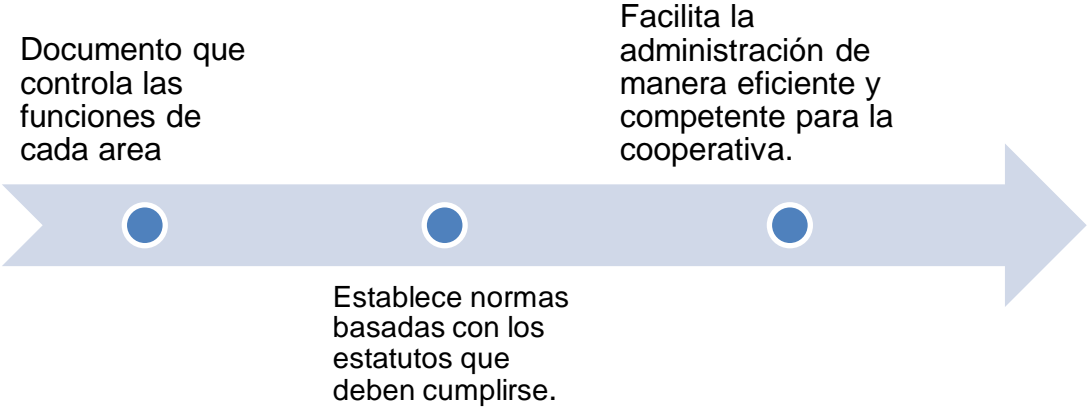 Documento que
controla las
funciones de
cada area
Establece normas
basadas con los
estatutos que
deben cumplirse.
Facilita la
administración de
manera eficiente y
competente para la
cooperativa.